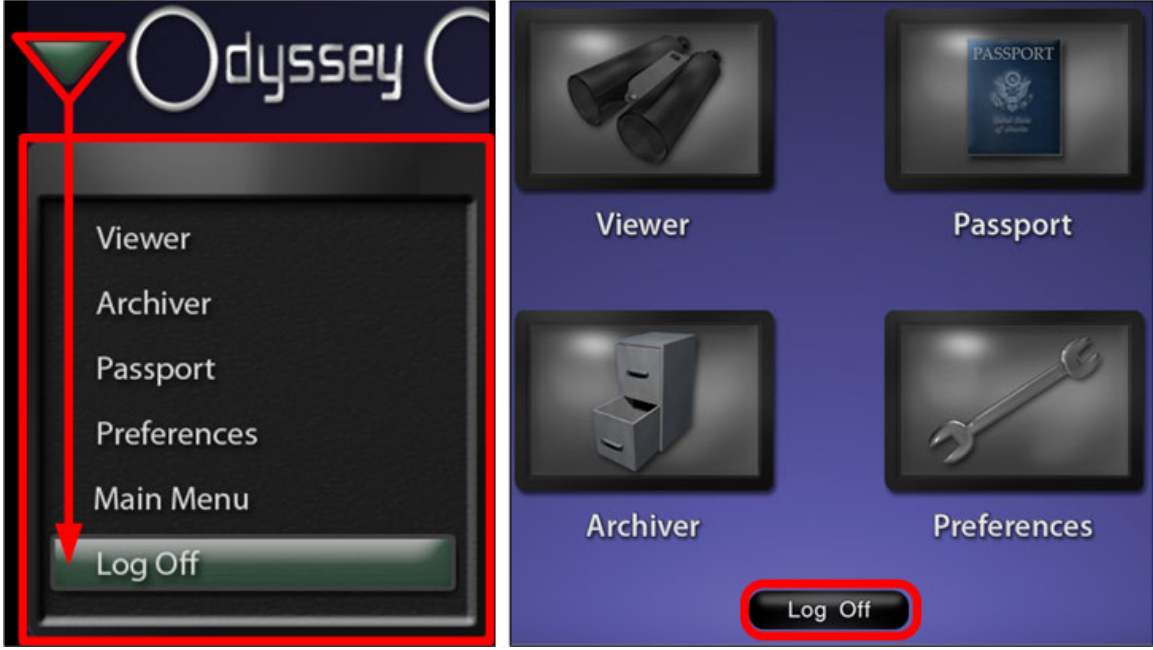 Odyssey
Viewer
Archiver
Passport
Preferences
Main Menu
Log Off
PASSPORT
Viewer
Passport
Archiver
Preferences
Log Off